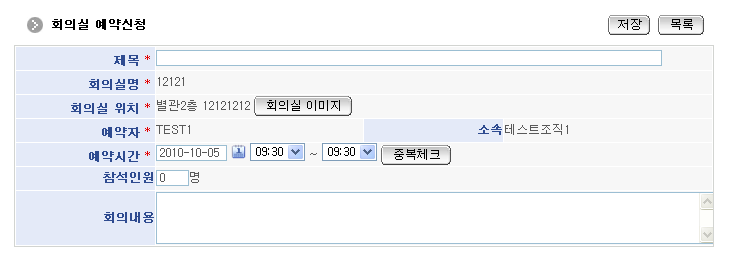 회의실 예약신청 저장 목록
제목 *
회의실명 * 12121
회의실 위치 * 별관2층 12121212 회의실 이미지
예약자 * TEST1 소속 테스트조직1
예약시간 * 2010-10-05 09:30 ~ 09:30 중복체크
참석인원 0 명
회의내용